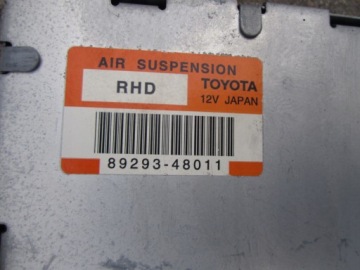 AIR SUSPENSION
RHD TOYOTA
12V JAPAN
89293-48011